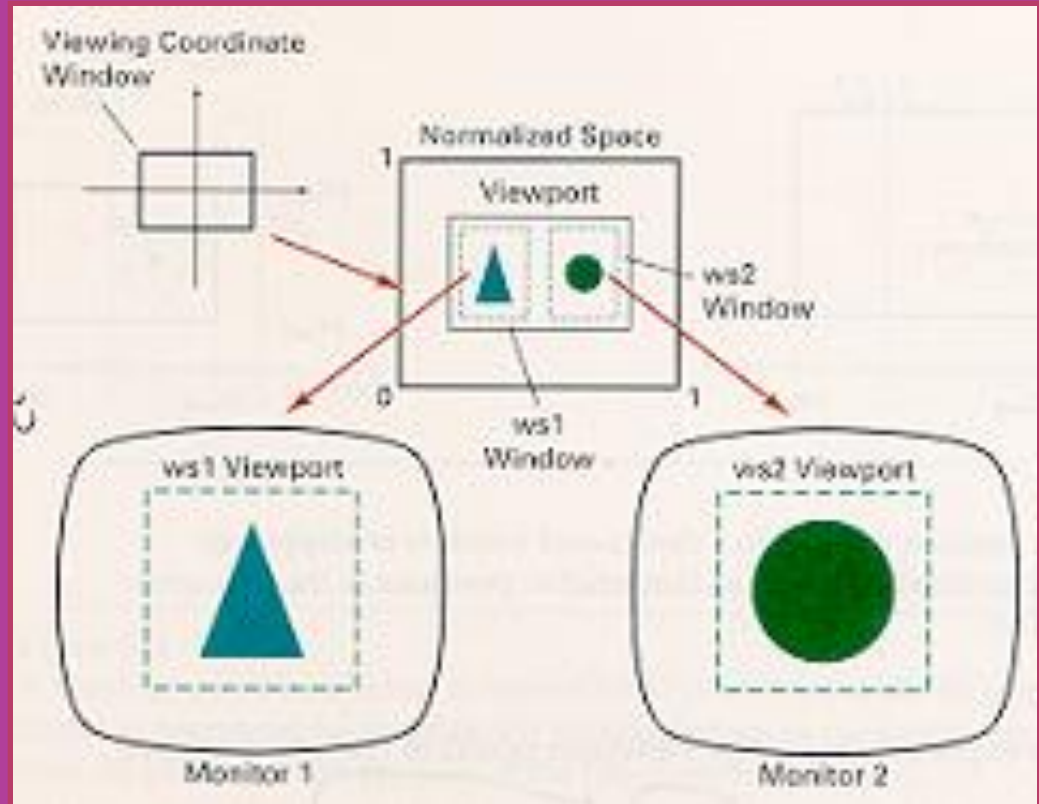 Viewing Coordinate
Window
Normalized Space
1
Viewport
ws2
Window
0
1
ws1
Window
ws1 Viewport
ws2 Viewport
Monitor 1
Monitor 2